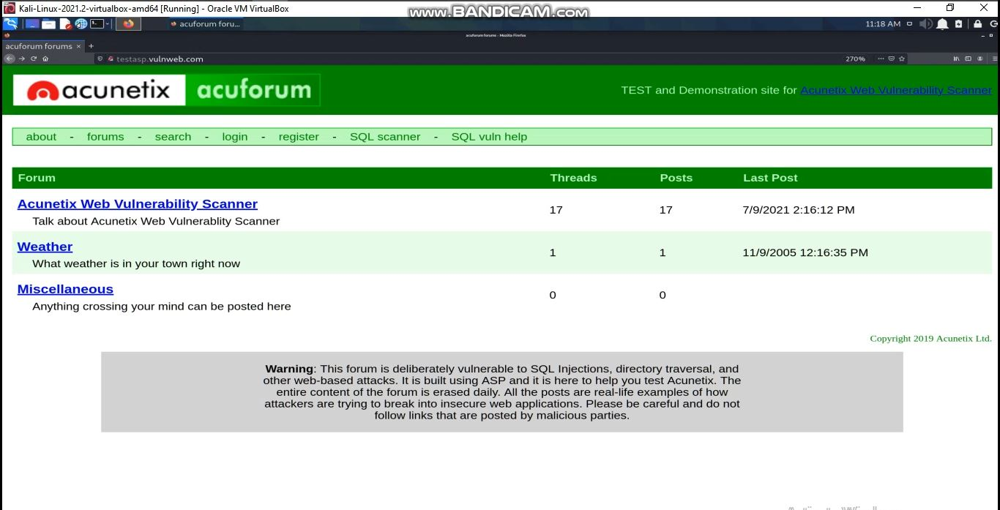 Kali-Linux-2021.2-virtualbox-amd64 [Running] - Oracle VM VirtualBox
www.BANDICAM.com
acuforum foru...
11:18 AM
acuforum forums - Mozilla Firefox
acuforum forums × +
testasp.vulnweb.com
270%
acunetix acuforum
TEST and Demonstration site for Acunetix Web Vulnerability Scanner
about - forums - search - login - register - SQL scanner - SQL vuln help
Forum Threads Posts Last Post
Acunetix Web Vulnerability Scanner
Talk about Acunetix Web Vulnerablity Scanner
17 17 7/9/2021 2:16:12 PM
Weather
What weather is in your town right now
1 1 11/9/2005 12:16:35 PM
Miscellaneous
Anything crossing your mind can be posted here
0 0
Copyright 2019 Acunetix Ltd.
Warning: This forum is deliberately vulnerable to SQL Injections, directory traversal, and
other web-based attacks. It is built using ASP and it is here to help you test Acunetix. The
entire content of the forum is erased daily. All the posts are real-life examples of how
attackers are trying to break into insecure web applications. Please be careful and do not
follow links that are posted by malicious parties.